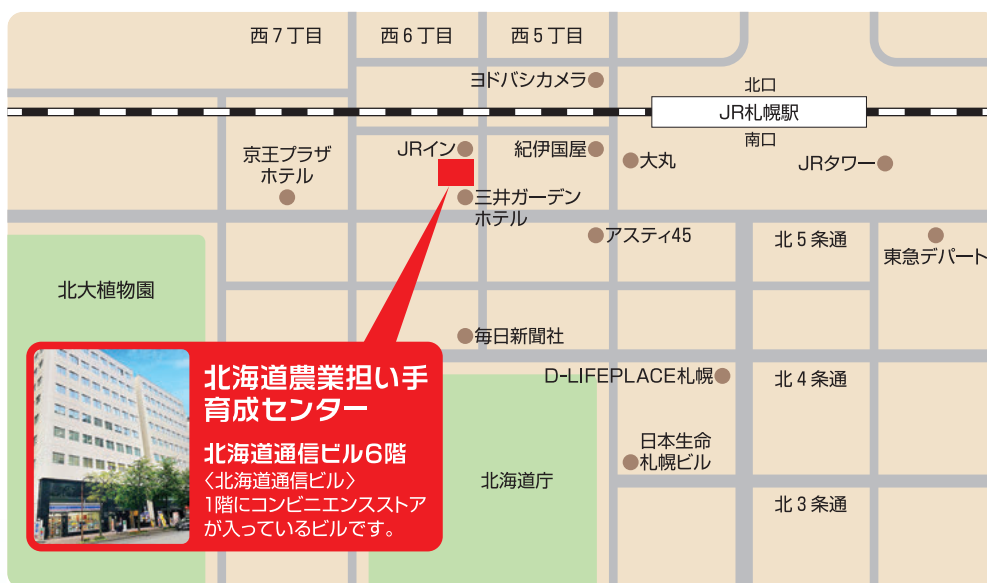 西7丁目
西6丁目
西5丁目
ヨドバシカメラ
北口
JR札幌駅
南口
京王プラザ
ホテル
JRイン
紀伊国屋
大丸
JRタワー
三井ガーデン
ホテル
アスティ45
北5条通
東急デパート
北大植物園
毎日新聞社
D-LIFEPLACE札幌
北4条通
北海道農業担い手
育成センター
北海道通信ビル6階
〈北海道通信ビル〉
1階にコンビニエンスストア
が入っているビルです。
日本生命
札幌ビル
北海道庁
北3条通